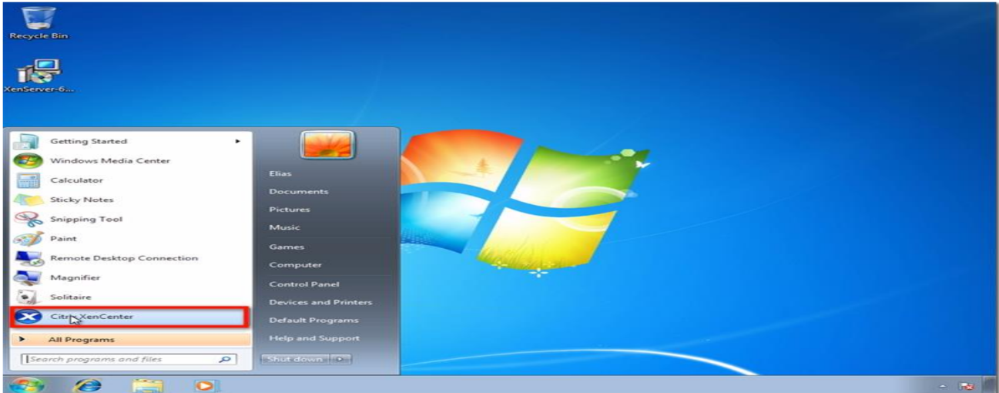 Recycle Bin
XenServer-6...
Getting Started
Windows Media Center
Calculator
Sticky Notes
Snipping Tool
Paint
Remote Desktop Connection
Magnifier
Solitaire
Citrix XenCenter
All Programs
Search programs and files
Elias
Documents
Pictures
Music
Games
Computer
Control Panel
Devices and Printers
Default Programs
Help and Support
Shut down